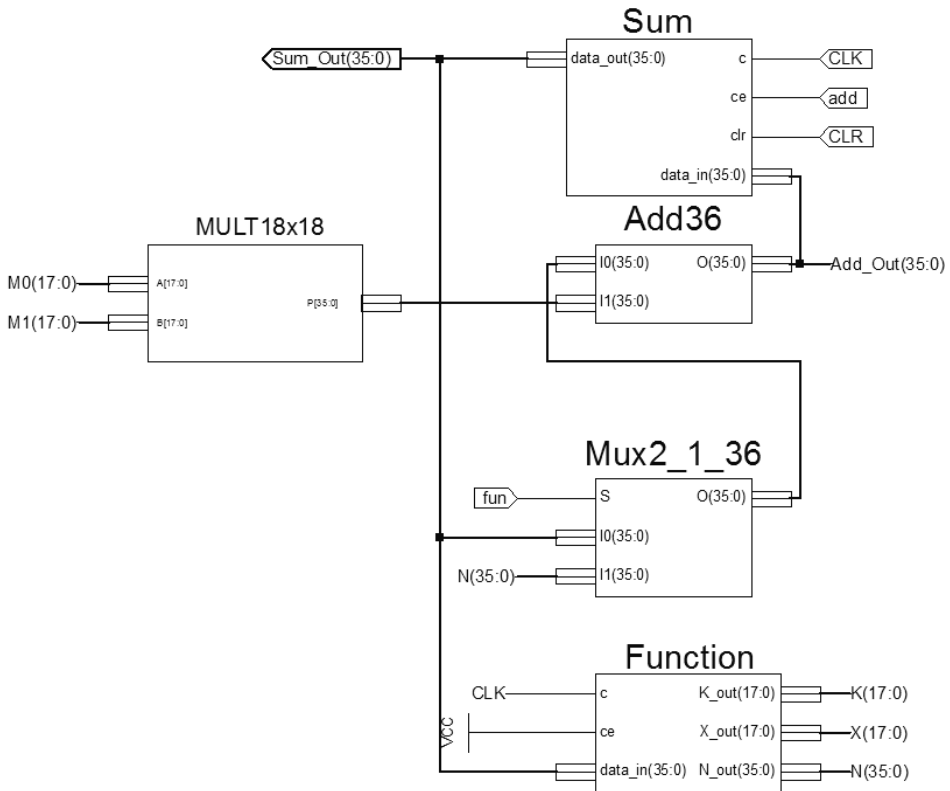 Sum
Sum_Out(35:0)
data_out(35:0)
c
CLK
ce
add
clr
CLR
data_in(35:0)
MULT18x18
Add36
M0(17:0)
A[17:0]
P[35:0]
M1(17:0)
B[17:0]
I0(35:0)
O(35:0)
Add_Out(35:0)
I1(35:0)
Mux2_1_36
fun
S
O(35:0)
I0(35:0)
N(35:0)
I1(35:0)
Function
CLK
c
K_out(17:0)
K(17:0)
VCC
ce
X_out(17:0)
X(17:0)
data_in(35:0)
N_out(35:0)
N(35:0)